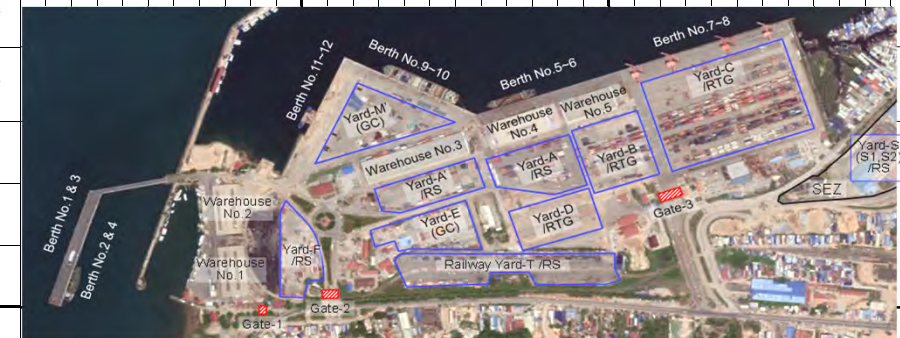 Berth No.1 & 3
Berth No.2 & 4
Berth No.11~12
Berth No.9~10
Berth No.5~6
Berth No.7~8
Yard-M'
(GC)
Warehouse No.3
Warehouse
No.4
Warehouse
No.5
Yard-C
/RTG
Yard-A'
/RS
Yard-A
/RS
Yard-B
/RTG
Yard-S
(S1,S2)
/RS
SEZ
Warehouse
No.2
Warehouse
No.1
Yard-F
/RS
Yard-E
(GC)
Yard-D
/RTG
Railway Yard-T /RS
Gate-1
Gate-2
Gate-3